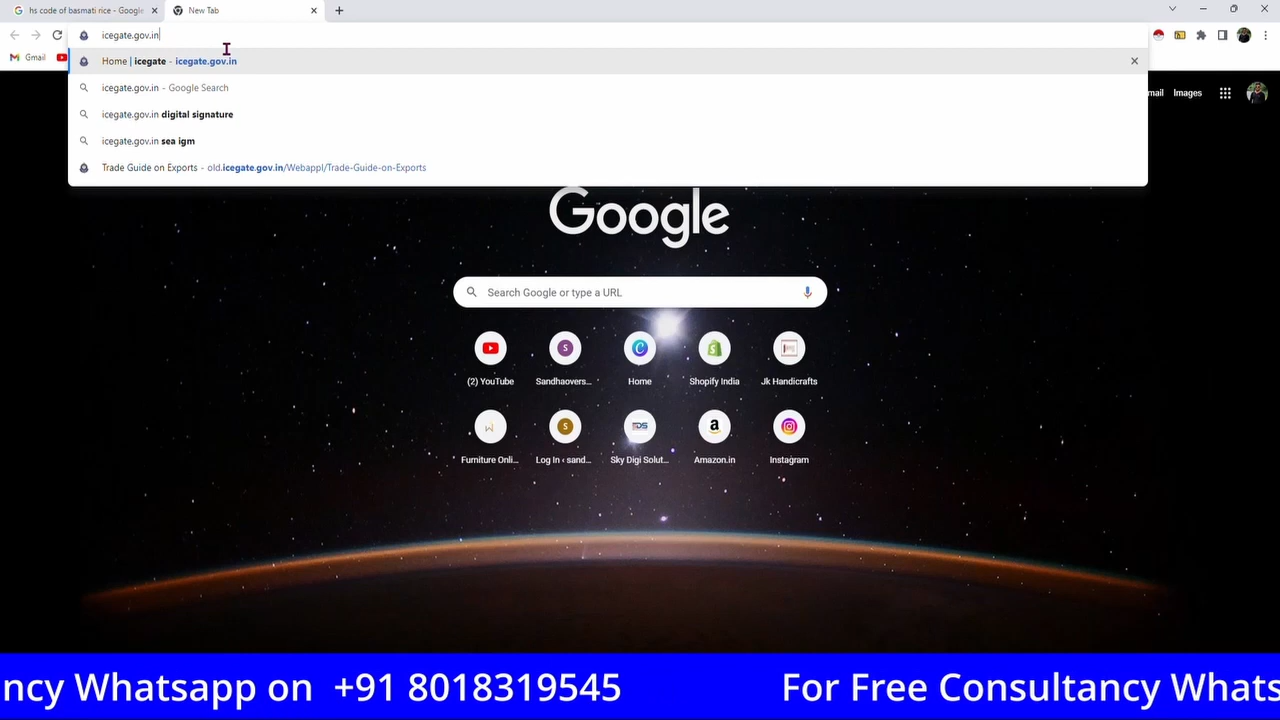 hs code of basmati rice - Google
New Tab
icegate.gov.in
Gmail
Home | icegate - icegate.gov.in
icegate.gov.in - Google Search
icegate.gov.in digital signature
icegate.gov.in sea igm
Trade Guide on Exports - old.icegate.gov.in/Webappl/Trade-Guide-on-Exports
mail Images
Google
Search Google or type a URL
(2) YouTube
Sandhaovers...
Home
Shopify India
Jk Handicrafts
Furniture Onli...
Log In ‹ sand...
Sky Digi Solut...
Amazon.in
Instagram
ncy Whatsapp on +91 8018319545 For Free Consultancy Whats